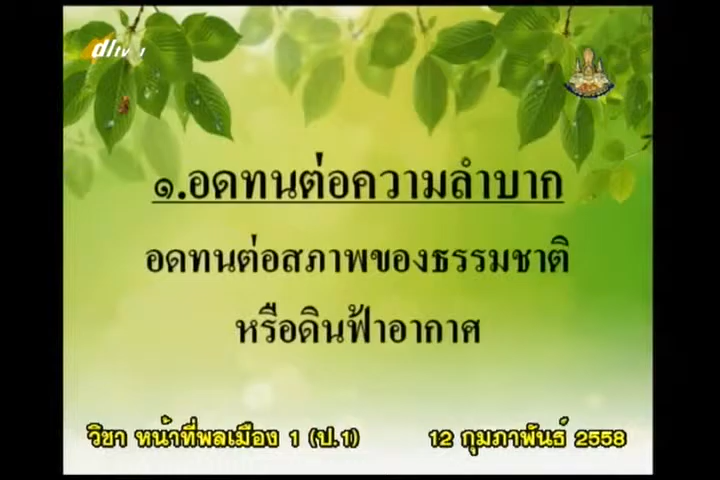 dltv 1
๑.อดทนต่อความลำบาก
อดทนต่อสภาพของธรรมชาติ
หรือดินฟ้าอากาศ
วิชา หน้าที่พลเมือง 1 (ป.1) 12 กุมภาพันธ์ 2558